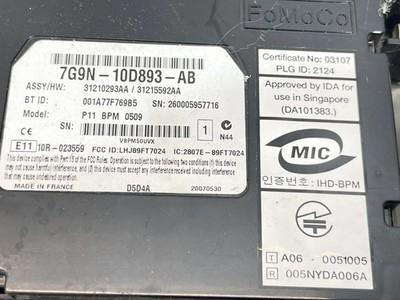 FoMoCo
7G9N-10D893-AB
ASSY/HW: 31210293AA / 31215592AA
BT ID: 001A77F769B5 SN: 260005957716
Model: P11 BPM 0509
SN:
V8PMS0UVX
1
N44
CE
E11 10R-023559 FCC ID:LHJ89FT7024 IC:2807E-89FT7024
This device complies with Part 15 of the FCC Rules. Operation is subject to the following two conditions:
(1) this device may not cause harmful interference, and
(2) this device must accept any interference received, including interference
that may cause undesired operation
D5D4A 20070530
Certificate No: 03107
PLG ID: 2124
Approved by IDA for
use in Singapore
(DA101383).
MIC
인증번호: IHD-BPM
T A06 - 0051005
R 005NYDA006A